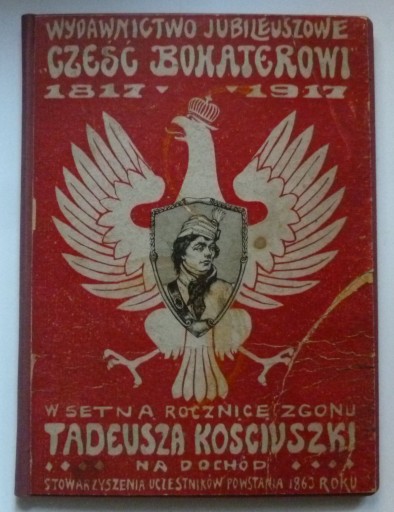 WYDAWNICTWO JUBILEUSZOWE
"CZEŚĆ BOHATEROWI"
1817 1917
W SETNĄ ROCZNICĘ ZGONU
TADEUSZA KOŚCIUSZKI
NA DOCHÓD
STOWARZYSZENIA UCZESTNIKÓW POWSTANIA 1863 ROKU